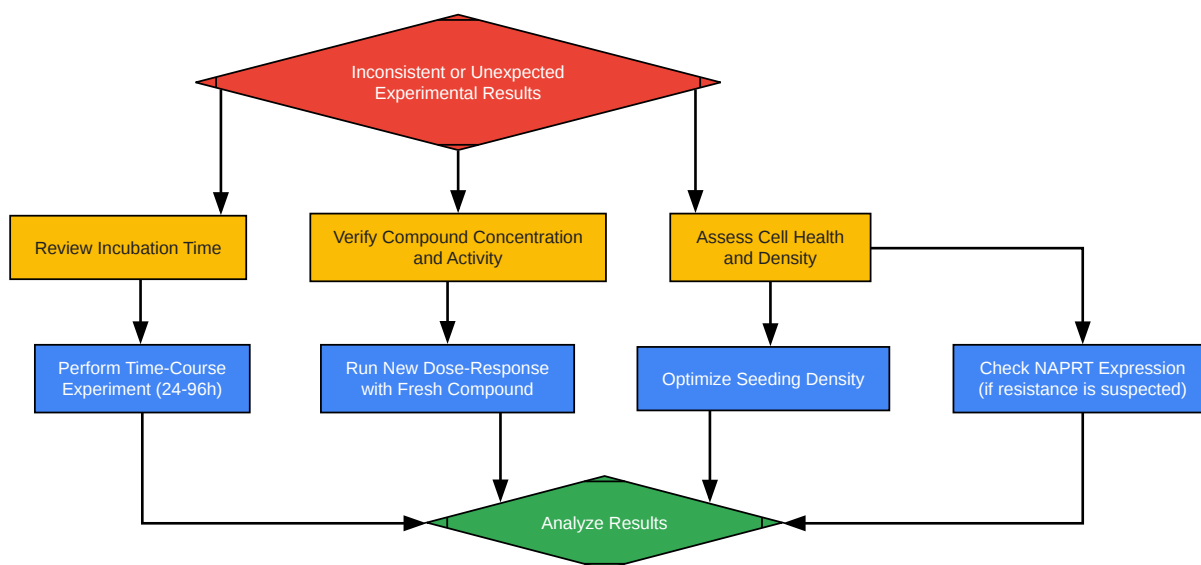 Inconsistent or Unexpected
Experimental Results
Review Incubation Time
Verify Compound Concentration
and Activity
Assess Cell Health
and Density
Perform Time-Course
Experiment (24-96h)
Run New Dose-Response
with Fresh Compound
Optimize Seeding Density
Check NAPRT Expression
(if resistance is suspected)
Analyze Results